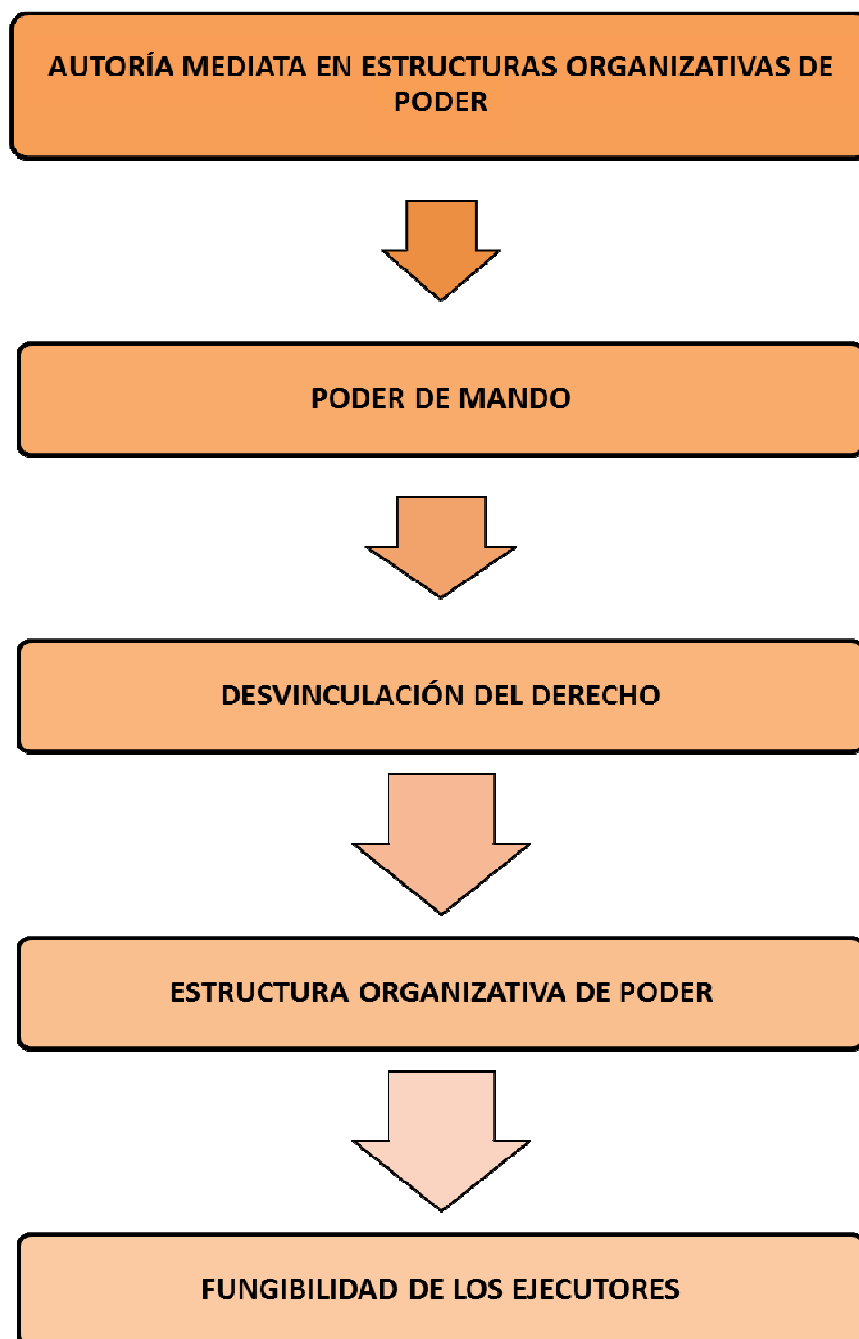 AUTORÍA MEDIATA EN ESTRUCTURAS ORGANIZATIVAS DE
PODER
PODER DE MANDO
DESVINCULACIÓN DEL DERECHO
ESTRUCTURA ORGANIZATIVA DE PODER
FUNGIBILIDAD DE LOS EJECUTORES